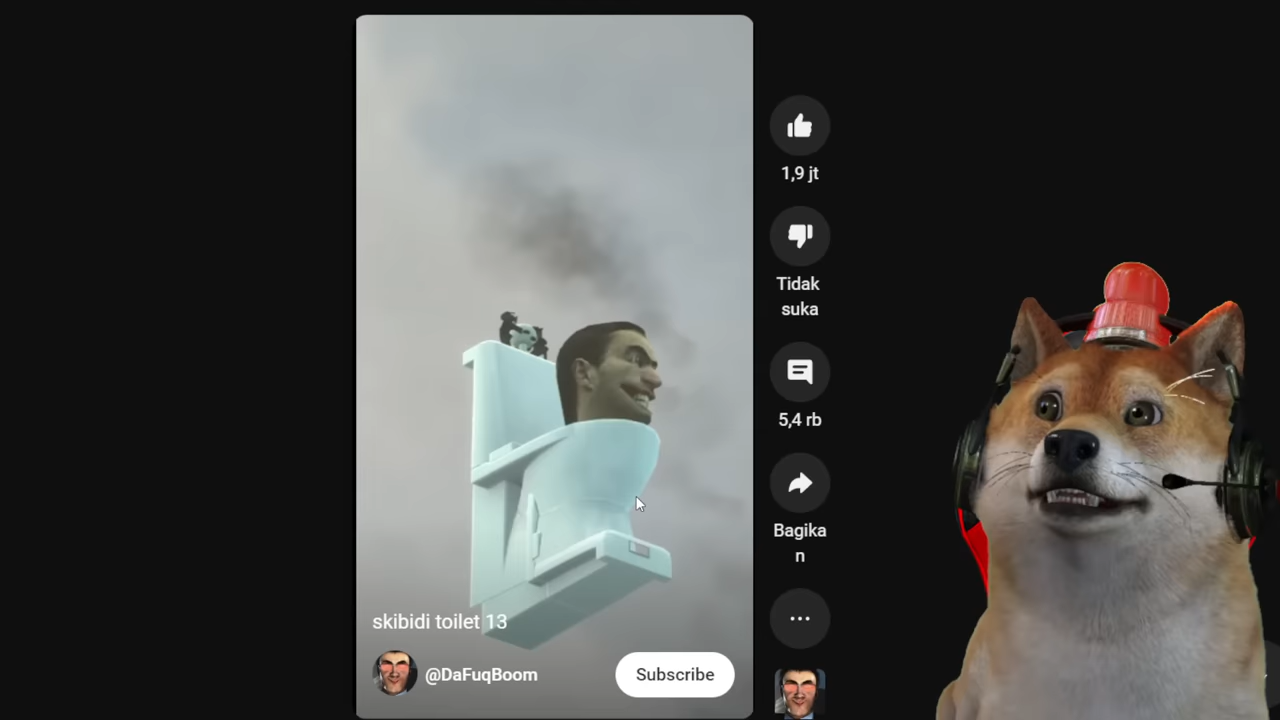 1,9 jt
Tidak
suka
5,4 rb
Bagika
n
skibidi toilet 13
@DaFuqBoom
Subscribe